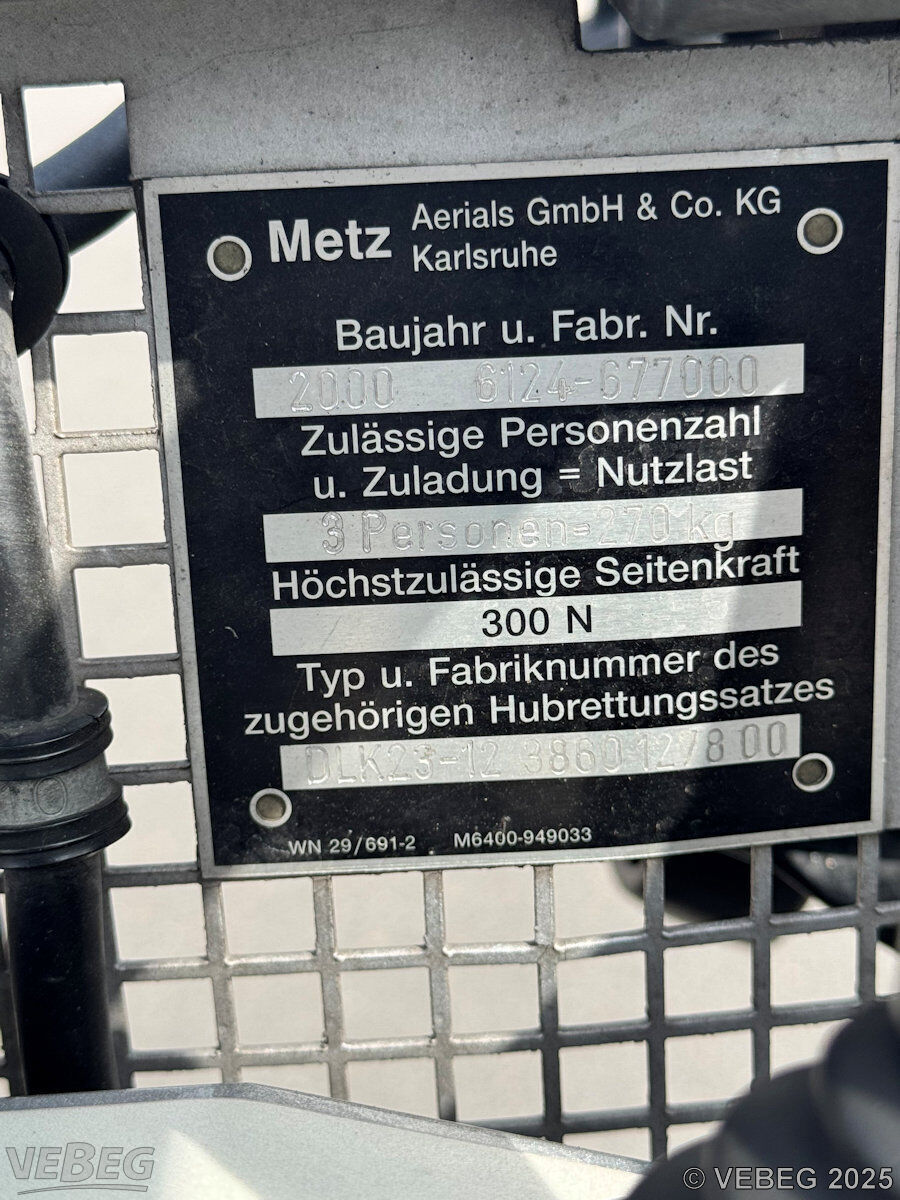 Metz Aerials GmbH & Co. KG
Karlsruhe
Baujahr u. Fabr. Nr.
2000 6124-677000
Zulässige Personenzahl
u. Zuladung = Nutzlast
3 Personen=270 kg
Höchstzulässige Seitenkraft
300 N
Typ u. Fabriknummer des
zugehörigen Hubrettungssatzes
DLK23-12 386012/800
WN 29/691-2 M6400-949033
VEBEG
© VEBEG 2025